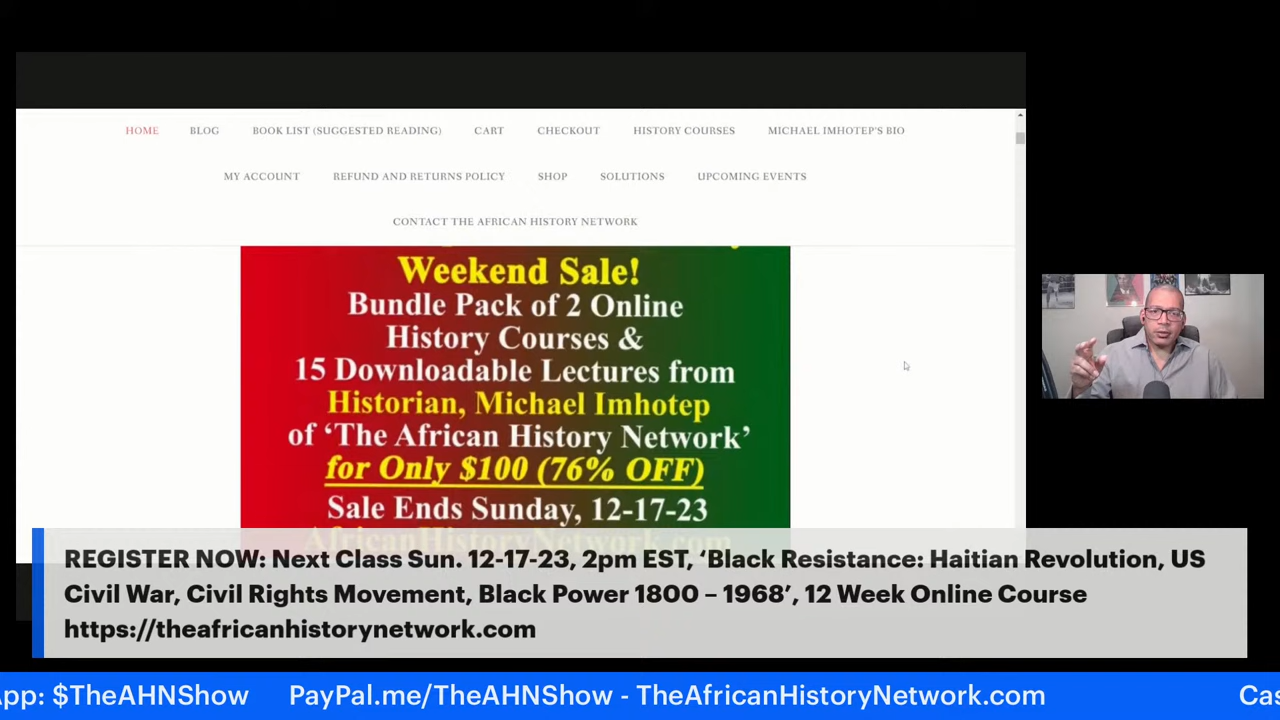 HOME BLOG BOOK LIST (SUGGESTED READING) CART CHECKOUT HISTORY COURSES MICHAEL IMHOTEP'S BIO
MY ACCOUNT REFUND AND RETURNS POLICY SHOP SOLUTIONS UPCOMING EVENTS
CONTACT THE AFRICAN HISTORY NETWORK
Weekend Sale!
Bundle Pack of 2 Online
History Courses &
15 Downloadable Lectures from
Historian, Michael Imhotep
of 'The African History Network'
for Only $100 (76% OFF)
Sale Ends Sunday, 12-17-23
REGISTER NOW: Next Class Sun. 12-17-23, 2pm EST, 'Black Resistance: Haitian Revolution, US
Civil War, Civil Rights Movement, Black Power 1800 – 1968', 12 Week Online Course
https://theafricanhistorynetwork.com
App: $TheAHNShow PayPal.me/TheAHNShow - TheAfricanHistoryNetwork.com Cas